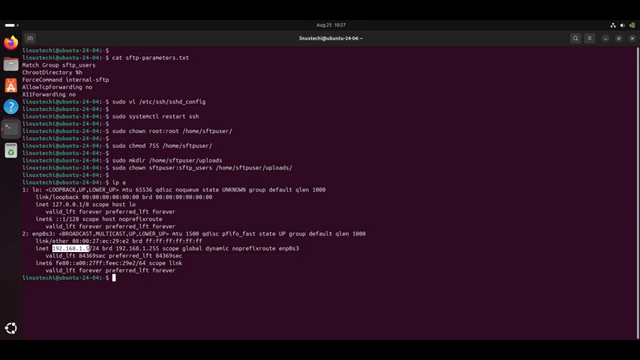 Aug 25 10:27
linuxtechi@ubuntu-24-04: ~
linuxtechi@ubuntu-24-04:~$
linuxtechi@ubuntu-24-04:~$ cat sftp-parameters.txt
Match Group sftp_users
ChrootDirectory %h
ForceCommand internal-sftp
AllowTcpForwarding no
X11Forwarding no
linuxtechi@ubuntu-24-04:~$ sudo vi /etc/ssh/sshd_config
linuxtechi@ubuntu-24-04:~$
linuxtechi@ubuntu-24-04:~$ sudo systemctl restart ssh
linuxtechi@ubuntu-24-04:~$
linuxtechi@ubuntu-24-04:~$ sudo chown root:root /home/sftpuser/
linuxtechi@ubuntu-24-04:~$
linuxtechi@ubuntu-24-04:~$ sudo chmod 755 /home/sftpuser/
linuxtechi@ubuntu-24-04:~$
linuxtechi@ubuntu-24-04:~$ sudo mkdir /home/sftpuser/uploads
linuxtechi@ubuntu-24-04:~$ sudo chown sftpuser:sftp_users /home/sftpuser/uploads/
linuxtechi@ubuntu-24-04:~$
linuxtechi@ubuntu-24-04:~$ ip a
1: lo: <LOOPBACK,UP,LOWER_UP> mtu 65536 qdisc noqueue state UNKNOWN group default qlen 1000
link/loopback 00:00:00:00:00:00 brd 00:00:00:00:00:00
inet 127.0.0.1/8 scope host lo
valid_lft forever preferred_lft forever
inet6 ::1/128 scope host noprefixroute
valid_lft forever preferred_lft forever
2: enp0s3: <BROADCAST,MULTICAST,UP,LOWER_UP> mtu 1500 qdisc pfifo_fast state UP group default qlen 1000
link/ether 08:00:27:ec:29:e2 brd ff:ff:ff:ff:ff:ff
inet 192.168.1.5/24 brd 192.168.1.255 scope global dynamic noprefixroute enp0s3
valid_lft 84369sec preferred_lft 84369sec
inet6 fe80::a00:27ff:feec:29e2/64 scope link
valid_lft forever preferred_lft forever
linuxtechi@ubuntu-24-04:~$